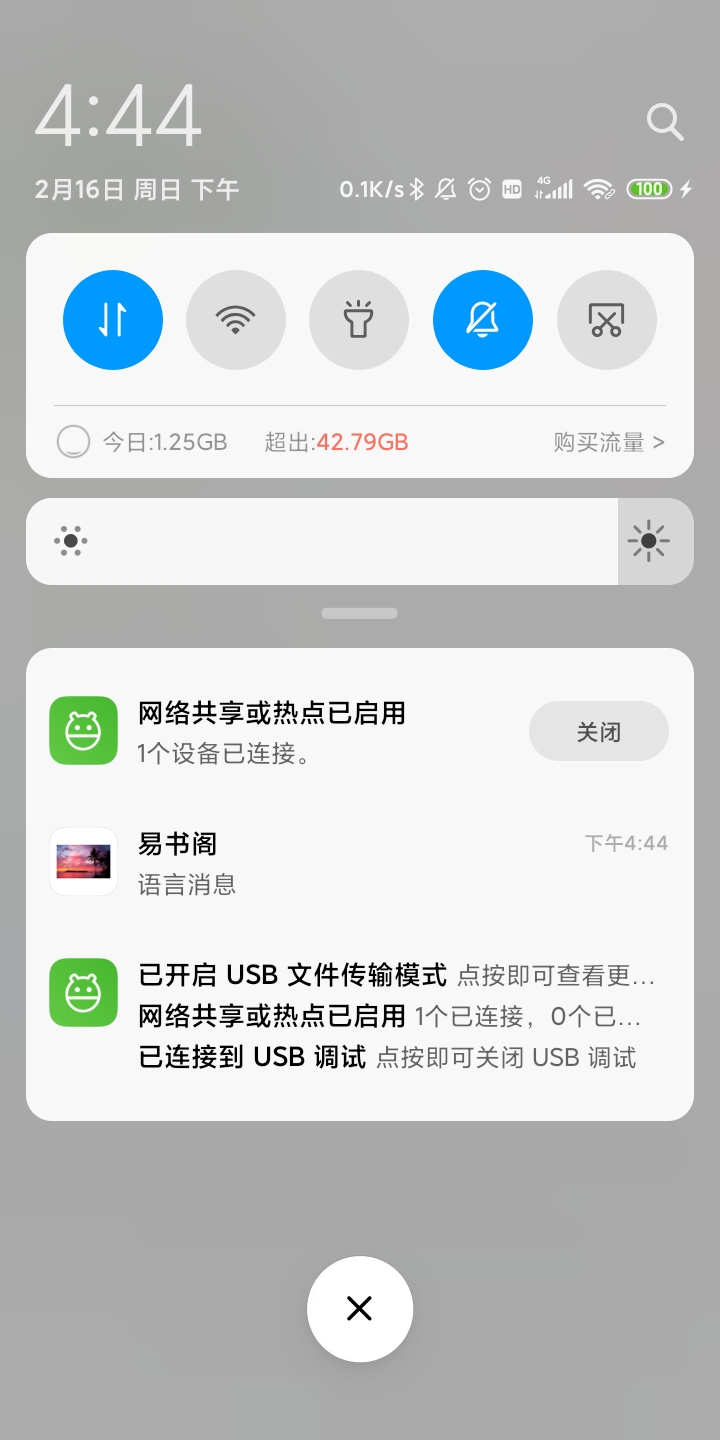 4:44
2月16日 周日 下午
0.1K/s HD 4G 100
今日:1.25GB 超出:42.79GB 购买流量 >
网络共享或热点已启用
1个设备已连接。
关闭
易书阁 下午4:44
语言消息
已开启 USB 文件传输模式 点按即可查看更...
网络共享或热点已启用 1个已连接，0个已...
已连接到 USB 调试 点按即可关闭 USB 调试